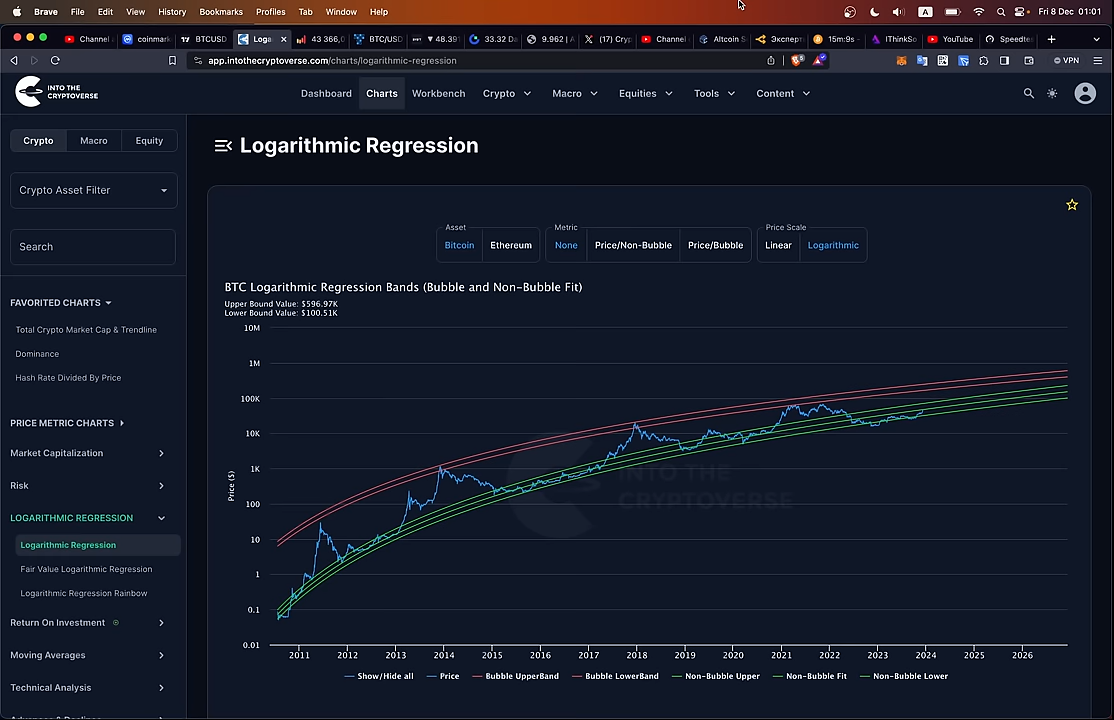 Brave File Edit View History Bookmarks Profiles Tab Window Help A Fri 8 Dec 01:01
Channel coinmark BTCUSD Loga 43 366,0 BTC/USD 48.391 33.32 Da 9.962 | A (17) Cryp Channel Altcoin S Эксперт 15m:9s - IThinkSo YouTube Speedtes
app.intothecryptoverse.com/charts/logarithmic-regression VPN
INTO THE
CRYPTOVERSE
Dashboard Charts Workbench Crypto Macro Equities Tools Content
Crypto Macro Equity
Crypto Asset Filter
Search
FAVORITED CHARTS
Total Crypto Market Cap & Trendline
Dominance
Hash Rate Divided By Price
PRICE METRIC CHARTS
Market Capitalization
Risk
LOGARITHMIC REGRESSION
Logarithmic Regression
Fair Value Logarithmic Regression
Logarithmic Regression Rainbow
Return On Investment
Moving Averages
Technical Analysis
Logarithmic Regression
Asset Metric Price Scale
Bitcoin Ethereum None Price/Non-Bubble Price/Bubble Linear Logarithmic
BTC Logarithmic Regression Bands (Bubble and Non-Bubble Fit)
Upper Bound Value: $596.97K
Lower Bound Value: $100.51K
10M
1M
100K
10K
1K
100
10
1
0.1
0.01
Price ($)
INTO THE
CRYPTOVERSE
2011 2012 2013 2014 2015 2016 2017 2018 2019 2020 2021 2022 2023 2024 2025 2026
Show/Hide all Price Bubble UpperBand Bubble LowerBand Non-Bubble Upper Non-Bubble Fit Non-Bubble Lower